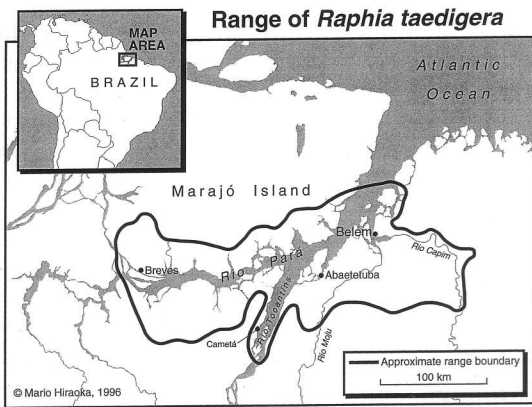 Range of Raphia taedigera
MAP
AREA
BRAZIL
Atlantic
Ocean
Marajó Island
Belém
Rio Capim
Breves
Rio Pará
Abaetetuba
Rio Tocantins
Cametá
Rio Moju
Approximate range boundary
100 km
© Mario Hiraoka, 1996